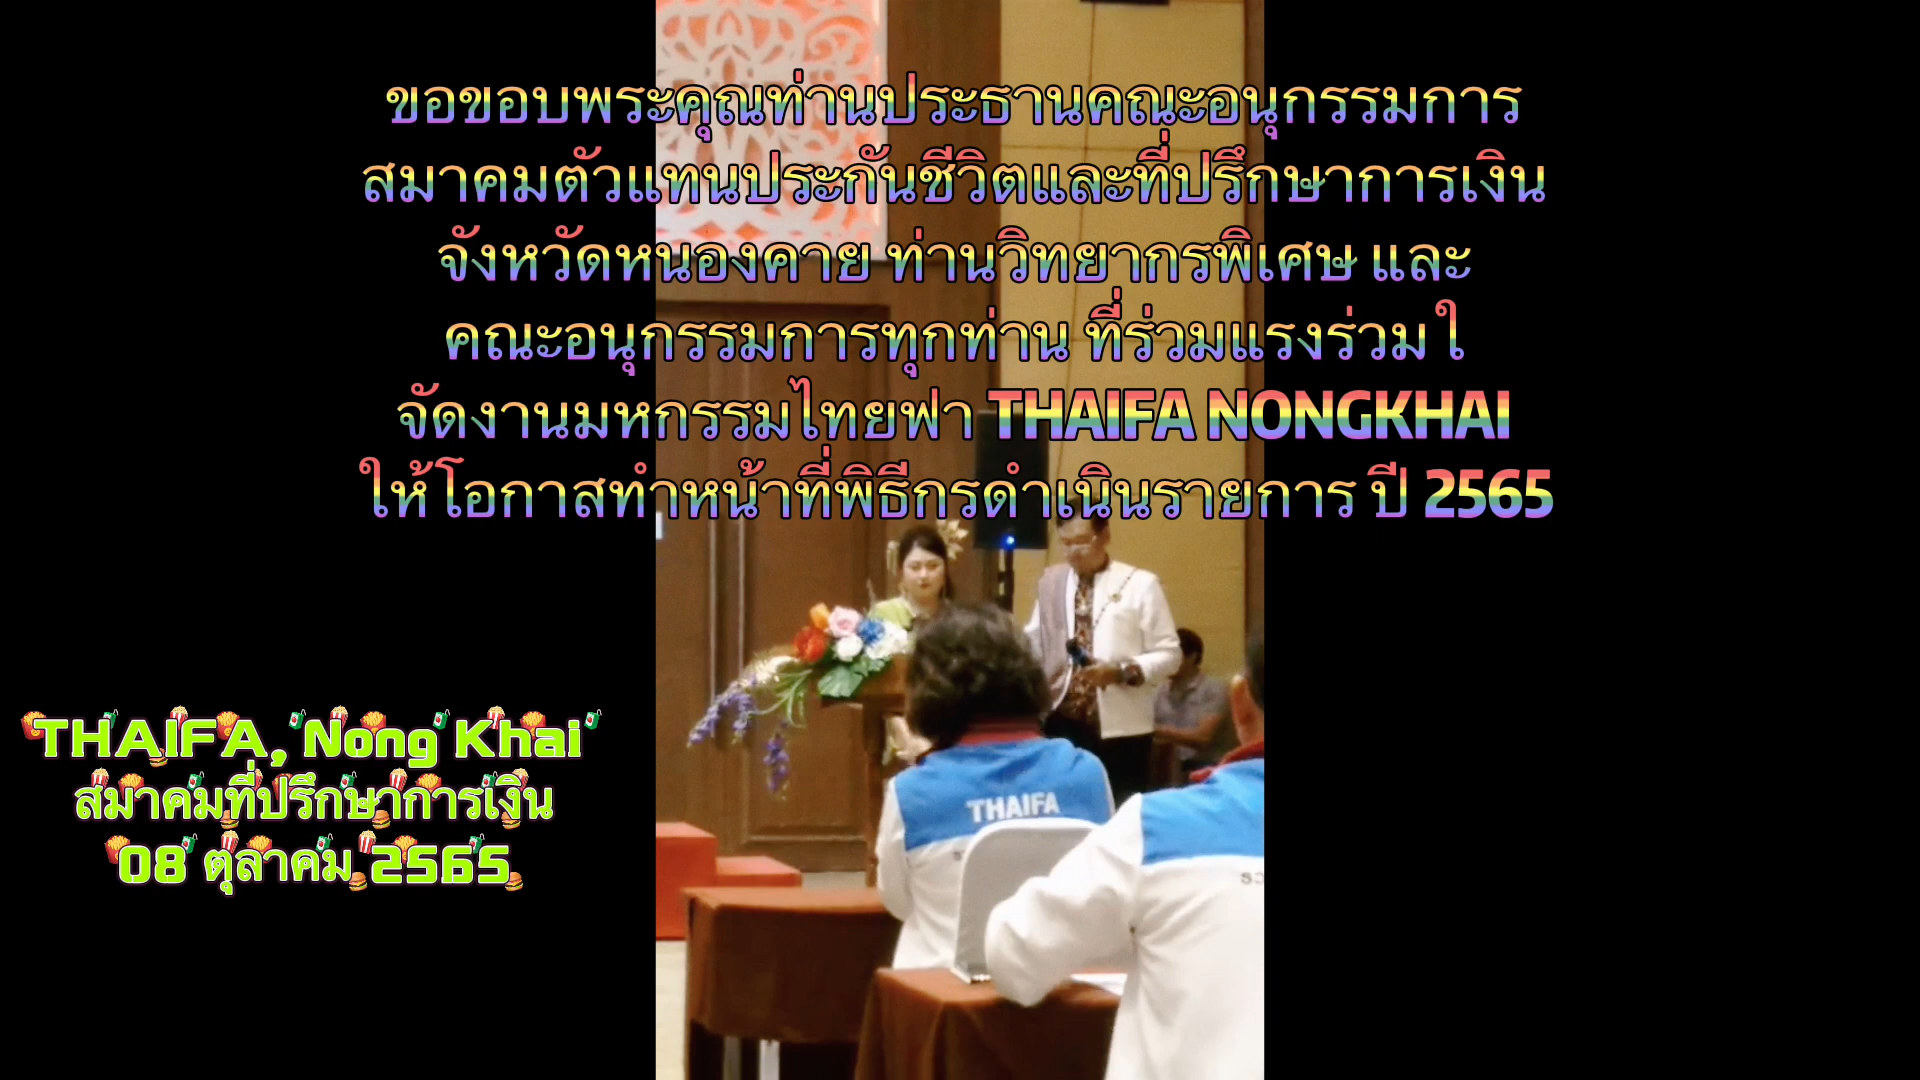 ขอขอบพระคุณท่านประธานคณะอนุกรรมการ
สมาคมตัวแทนประกันชีวิตและที่ปรึกษาการเงิน
จังหวัดหนองคาย ท่านวิทยากรพิเศษ และ
คณะอนุกรรมการทุกท่าน ที่ร่วมแรงร่วม ใ
จัดงานมหกรรมไทยฟา THAIFA NONGKHAI
ให้โอกาสทำหน้าที่พิธีกรดำเนินรายการ ปี 2565
THAIFA, Nong Khai
สมาคมที่ปรึกษาการเงิน
08 ตุลาคม 2565
THAIFA